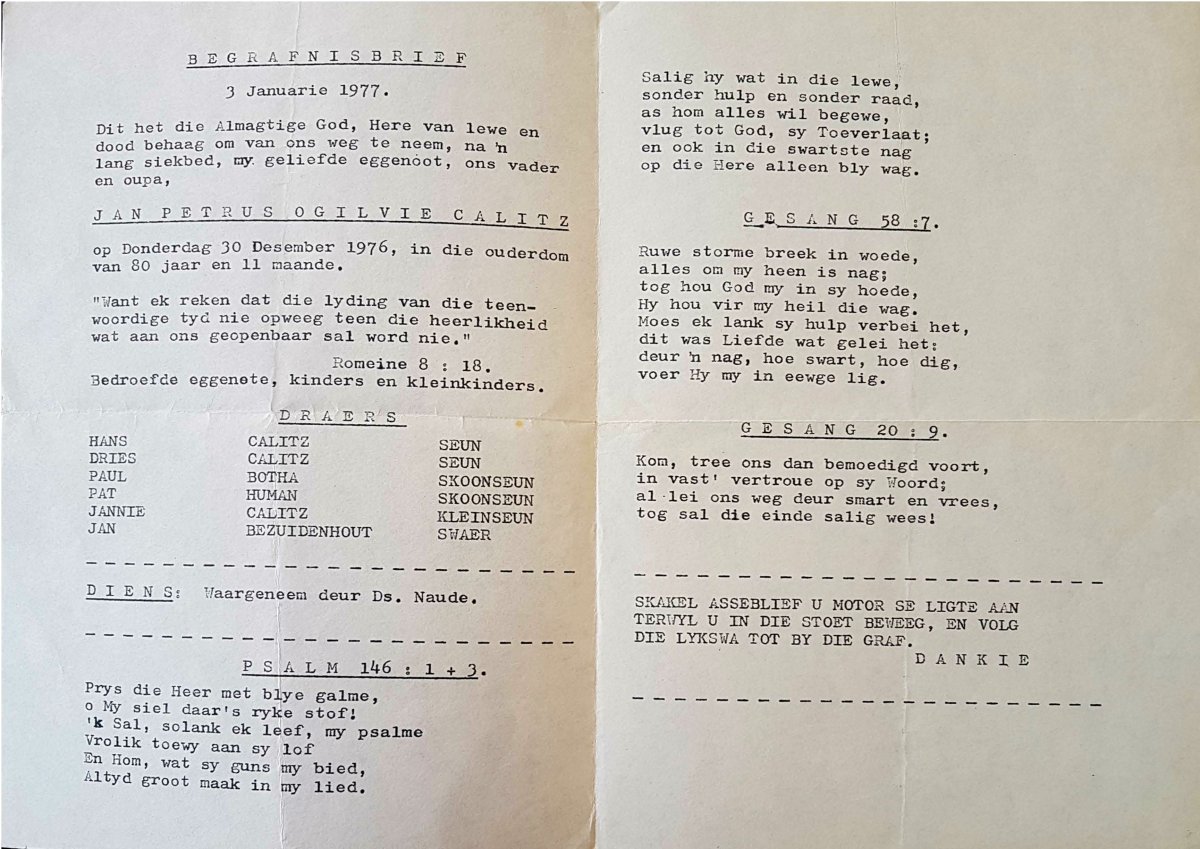 BEGRAFNISBRIEF
3 Januarie 1977.
Dit het die Almagtige God, Here van lewe en
dood behaag om van ons weg te neem, na 'n
lang siekbed, my geliefde eggenoot, ons vader
en oupa,
JAN PETRUS OGILVIE CALITZ
op Donderdag 30 Desember 1976, in die ouderdom
van 80 jaar en 11 maande.
"Want ek reken dat die lyding van die teen-
woordige tyd nie opweeg teen die heerlikheid
wat aan ons geopenbaar sal word nie."
Romeine 8 : 18.
Bedroefde eggenote, kinders en kleinkinders.
DRAERS
HANS CALITZ SEUN
DRIES CALITZ SEUN
PAUL BOTHA SKOONSEUN
PAT HUMAN SKOONSEUN
JANNIE CALITZ KLEINSEUN
JAN BEZUIDENHOUT SWAER
DIENS: Waargeneem deur Ds. Naude.
PSALM 146 : 1 + 3.
Prys die Heer met blye galme,
o My siel daar's ryke stof!
'k Sal, solank ek leef, my psalme
Vrolik toewy aan sy lof
En Hom, wat sy guns my bied,
Altyd groot maak in my lied.
Salig hy wat in die lewe,
sonder hulp en sonder raad,
as hom alles wil begewe,
vlug tot God, sy Toeverlaat;
en ook in die swartste nag
op die Here alleen bly wag.
GESANG 58 :7.
Ruwe storme breek in woede,
alles om my heen is nag;
tog hou God my in sy hoede,
Hy hou vir my heil die wag.
Moes ek lank sy hulp verbei het,
dit was Liefde wat gelei het:
deur 'n nag, hoe swart, hoe dig,
voer Hy my in eewge lig.
GESANG 20 : 9.
Kom, tree ons dan bemoedigd voort,
in vast' vertroue op sy Woord;
al lei ons weg deur smart en vrees,
tog sal die einde salig wees!
SKAKEL ASSEBLIEF U MOTOR SE LIGTE AAN
TERWYL U IN DIE STOET BEWEEG, EN VOLG
DIE LYKSWA TOT BY DIE GRAF.
DANKIE